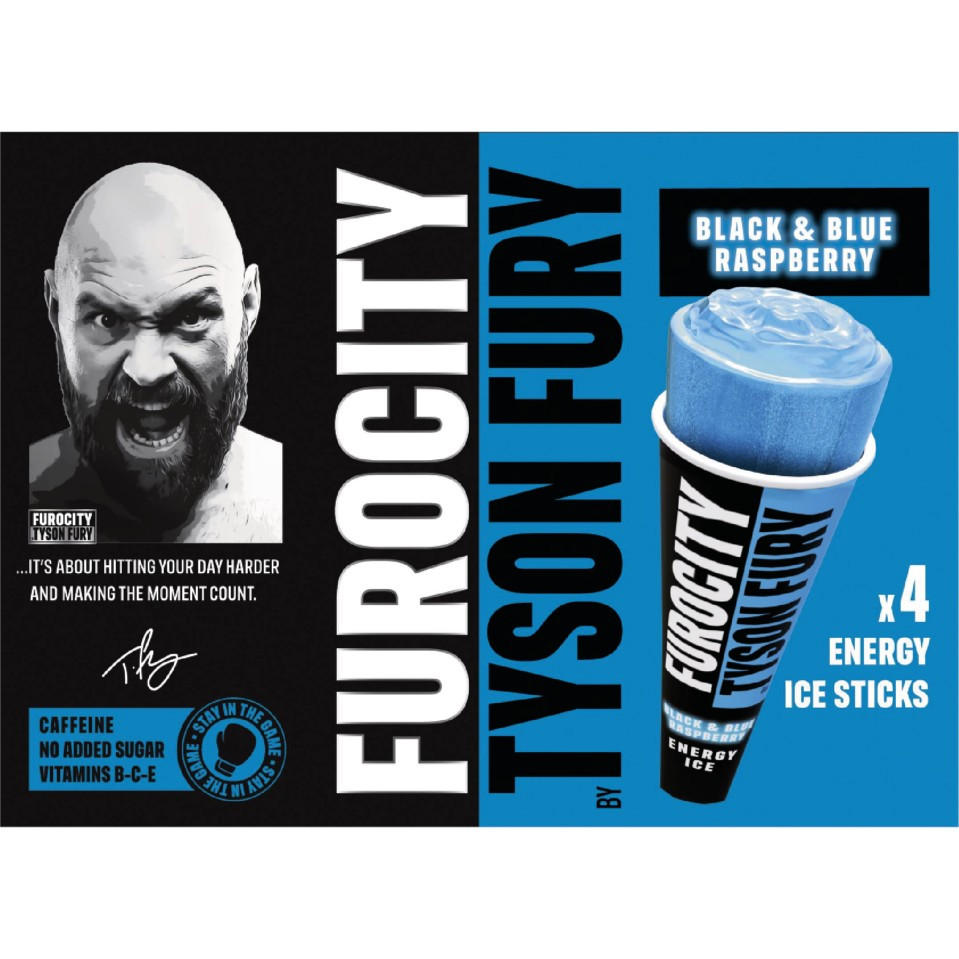 FUROCITY
TYSON FURY
...IT'S ABOUT HITTING YOUR DAY HARDER
AND MAKING THE MOMENT COUNT.
T. Fury
CAFFEINE
NO ADDED SUGAR
VITAMINS B-C-E
STAY IN THE GAME • STAY IN THE GAME •
FUROCITY
BY TYSON FURY
BLACK & BLUE
RASPBERRY
FUROCITY
TYSON FURY
BLACK & BLUE
RASPBERRY
ENERGY
ICE
x4
ENERGY
ICE STICKS